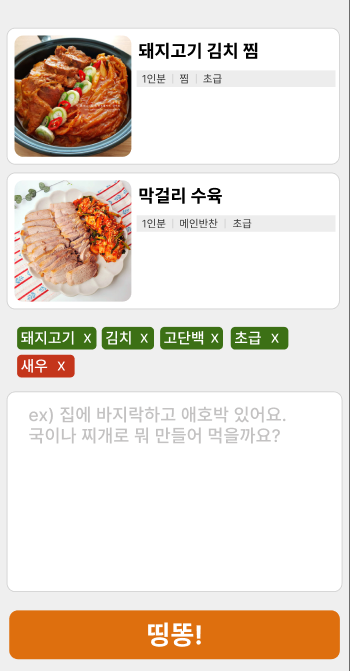 돼지고기 김치 찜
1인분 | 찜 | 초급
막걸리 수육
1인분 | 메인반찬 | 초급
돼지고기 X 김치 X 고단백 X 초급 X
새우 X
ex) 집에 바지락하고 애호박 있어요.
국이나 찌개로 뭐 만들어 먹을까요?
띵똥!